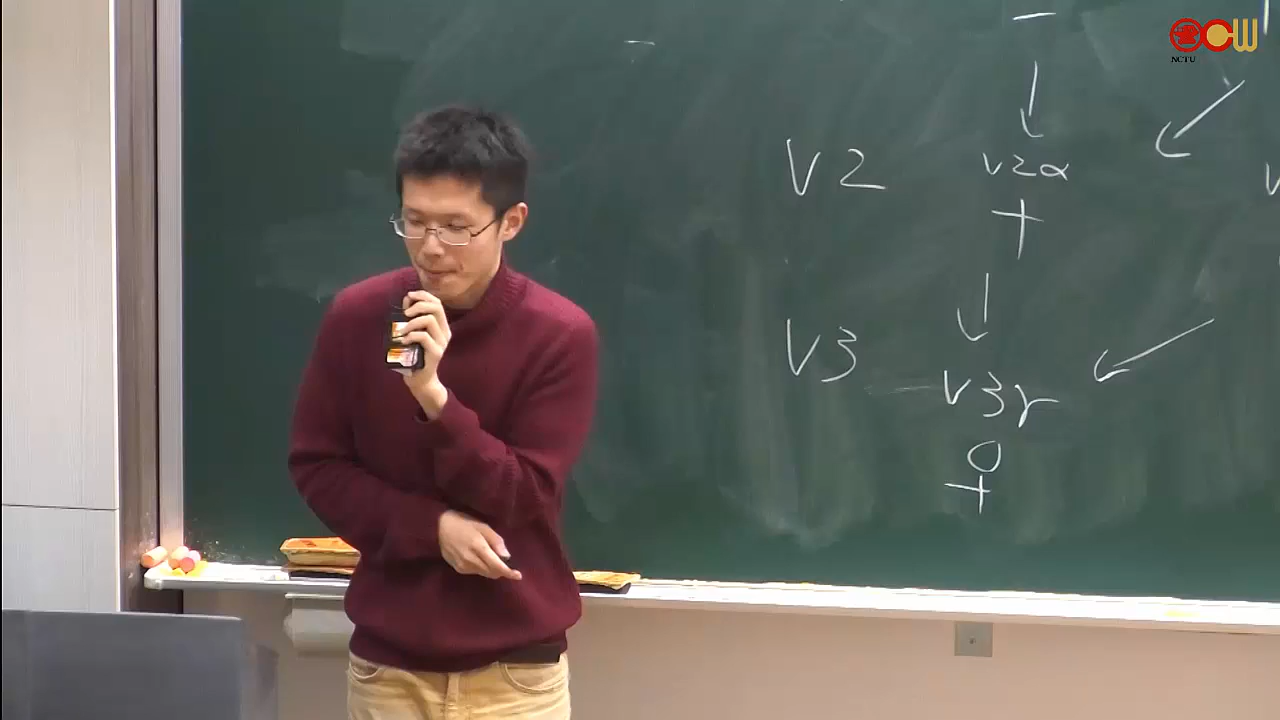 OCW
NCTU
V2 V2α
+
V3 V3γ
0
+